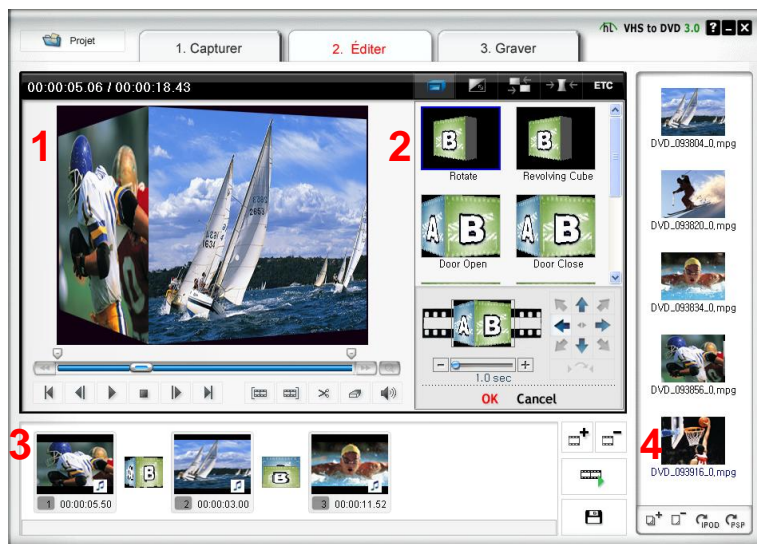 Projet
1. Capturer
2. Éditer
3. Graver
VHS to DVD 3.0
00:00:05.06 / 00:00:18.43
ETC
1
2
B
Rotate
B
Revolving Cube
A B
Door Open
A B
Door Close
A B
1.0 sec
OK Cancel
3
B
B
1 00:00:05.50
2 00:00:03.00
3 00:00:11.52
DVD_093804_0,mpg
DVD_093820_0,mpg
DVD_093834_0,mpg
DVD_093856_0,mpg
4
DVD_093916_0,mpg
IPOD
PSP